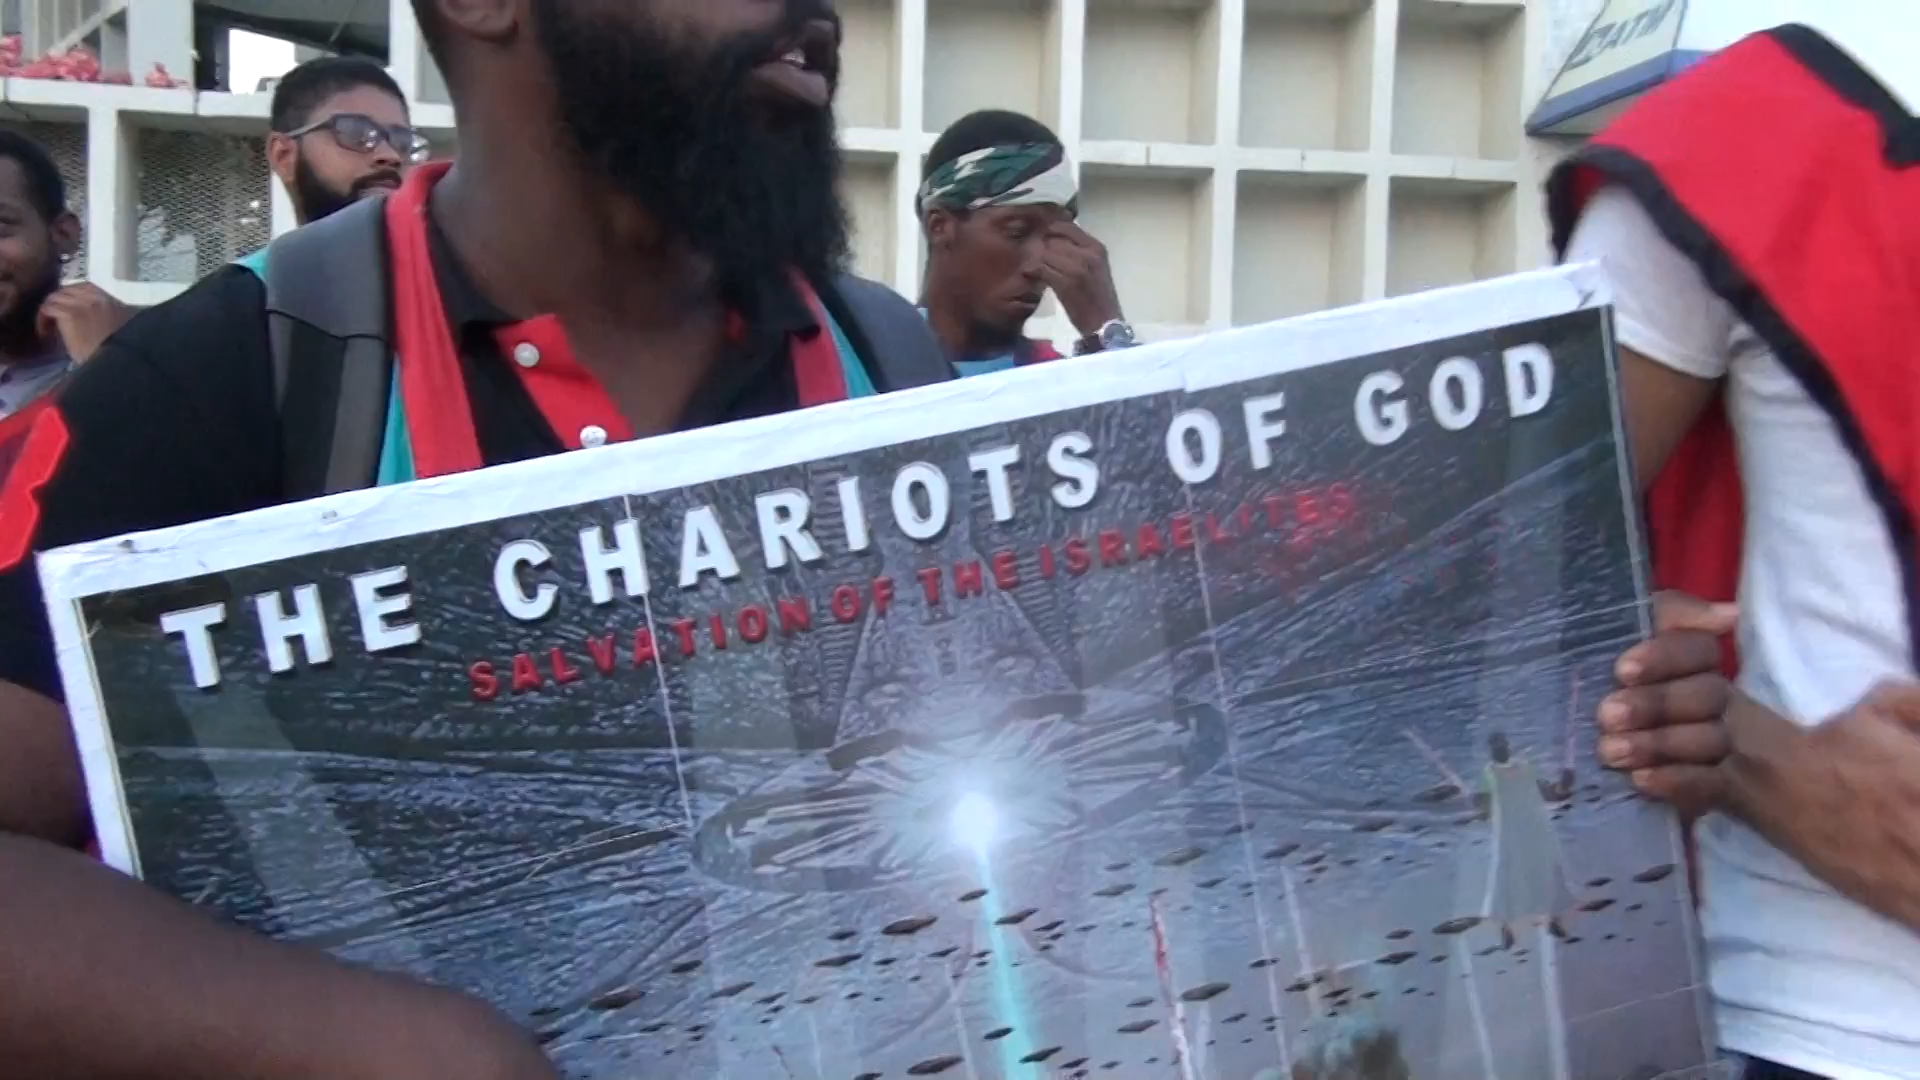 THE CHARIOTS OF GOD
SALVATION OF THE ISRAELITES